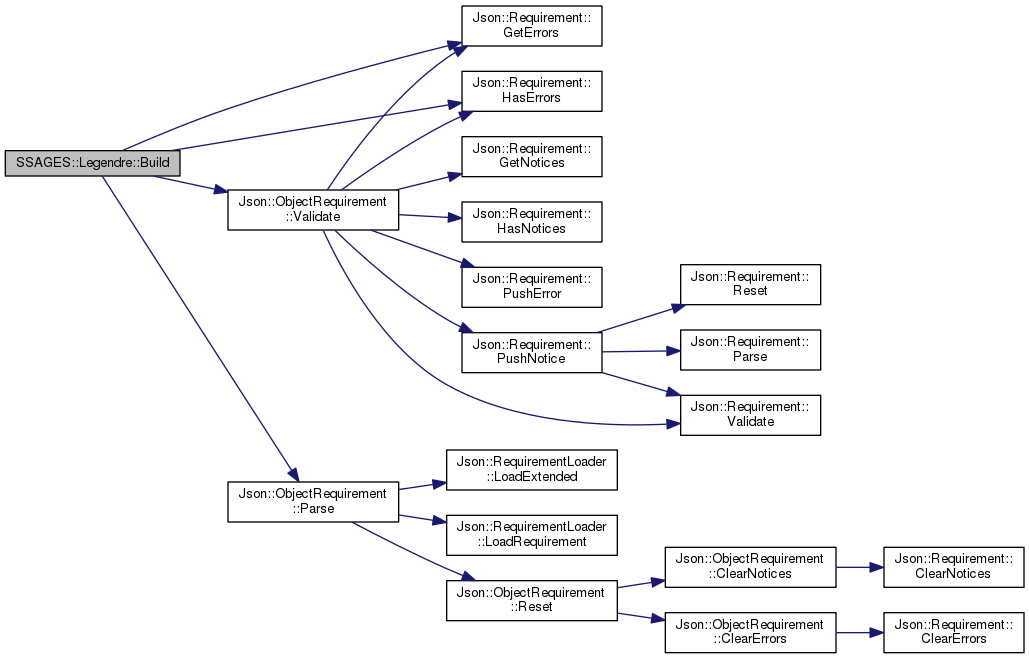 Json::Requirement::
GetErrors
Json::Requirement::
HasErrors
SSAGES::Legendre::Build
Json::Requirement::
GetNotices
Json::ObjectRequirement
::Validate
Json::Requirement::
HasNotices
Json::Requirement::
PushError
Json::Requirement::
Reset
Json::Requirement::
PushNotice
Json::Requirement::
Parse
Json::Requirement::
Validate
Json::RequirementLoader
::LoadExtended
Json::ObjectRequirement
::Parse
Json::RequirementLoader
::LoadRequirement
Json::ObjectRequirement
::ClearNotices
Json::Requirement::
ClearNotices
Json::ObjectRequirement
::Reset
Json::ObjectRequirement
::ClearErrors
Json::Requirement::
ClearErrors